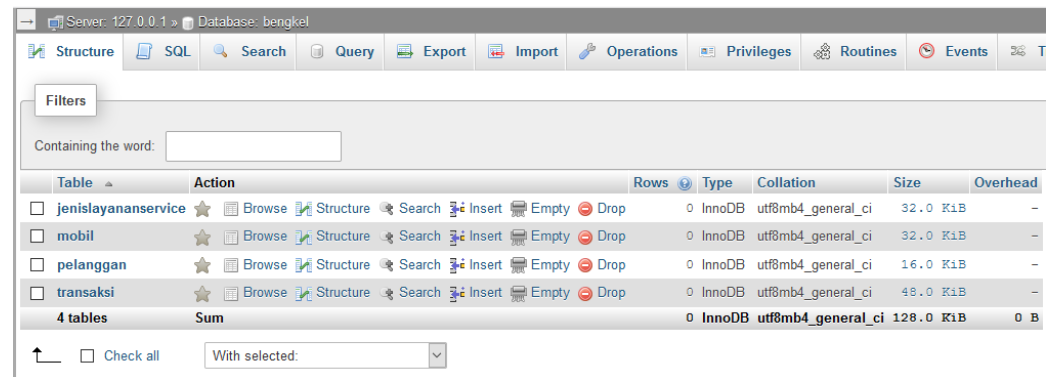 Server: 127.0.0.1 » Database: bengkel
Structure SQL Search Query Export Import Operations Privileges Routines Events T
Filters
Containing the word:
Table Action Rows Type Collation Size Overhead
jenislayananservice Browse Structure Search Insert Empty Drop 0 InnoDB utf8mb4_general_ci 32.0 KiB -
mobil Browse Structure Search Insert Empty Drop 0 InnoDB utf8mb4_general_ci 32.0 KiB -
pelanggan Browse Structure Search Insert Empty Drop 0 InnoDB utf8mb4_general_ci 16.0 KiB -
transaksi Browse Structure Search Insert Empty Drop 0 InnoDB utf8mb4_general_ci 48.0 KiB -
4 tables Sum 0 InnoDB utf8mb4_general_ci 128.0 KiB 0 B
Check all With selected: